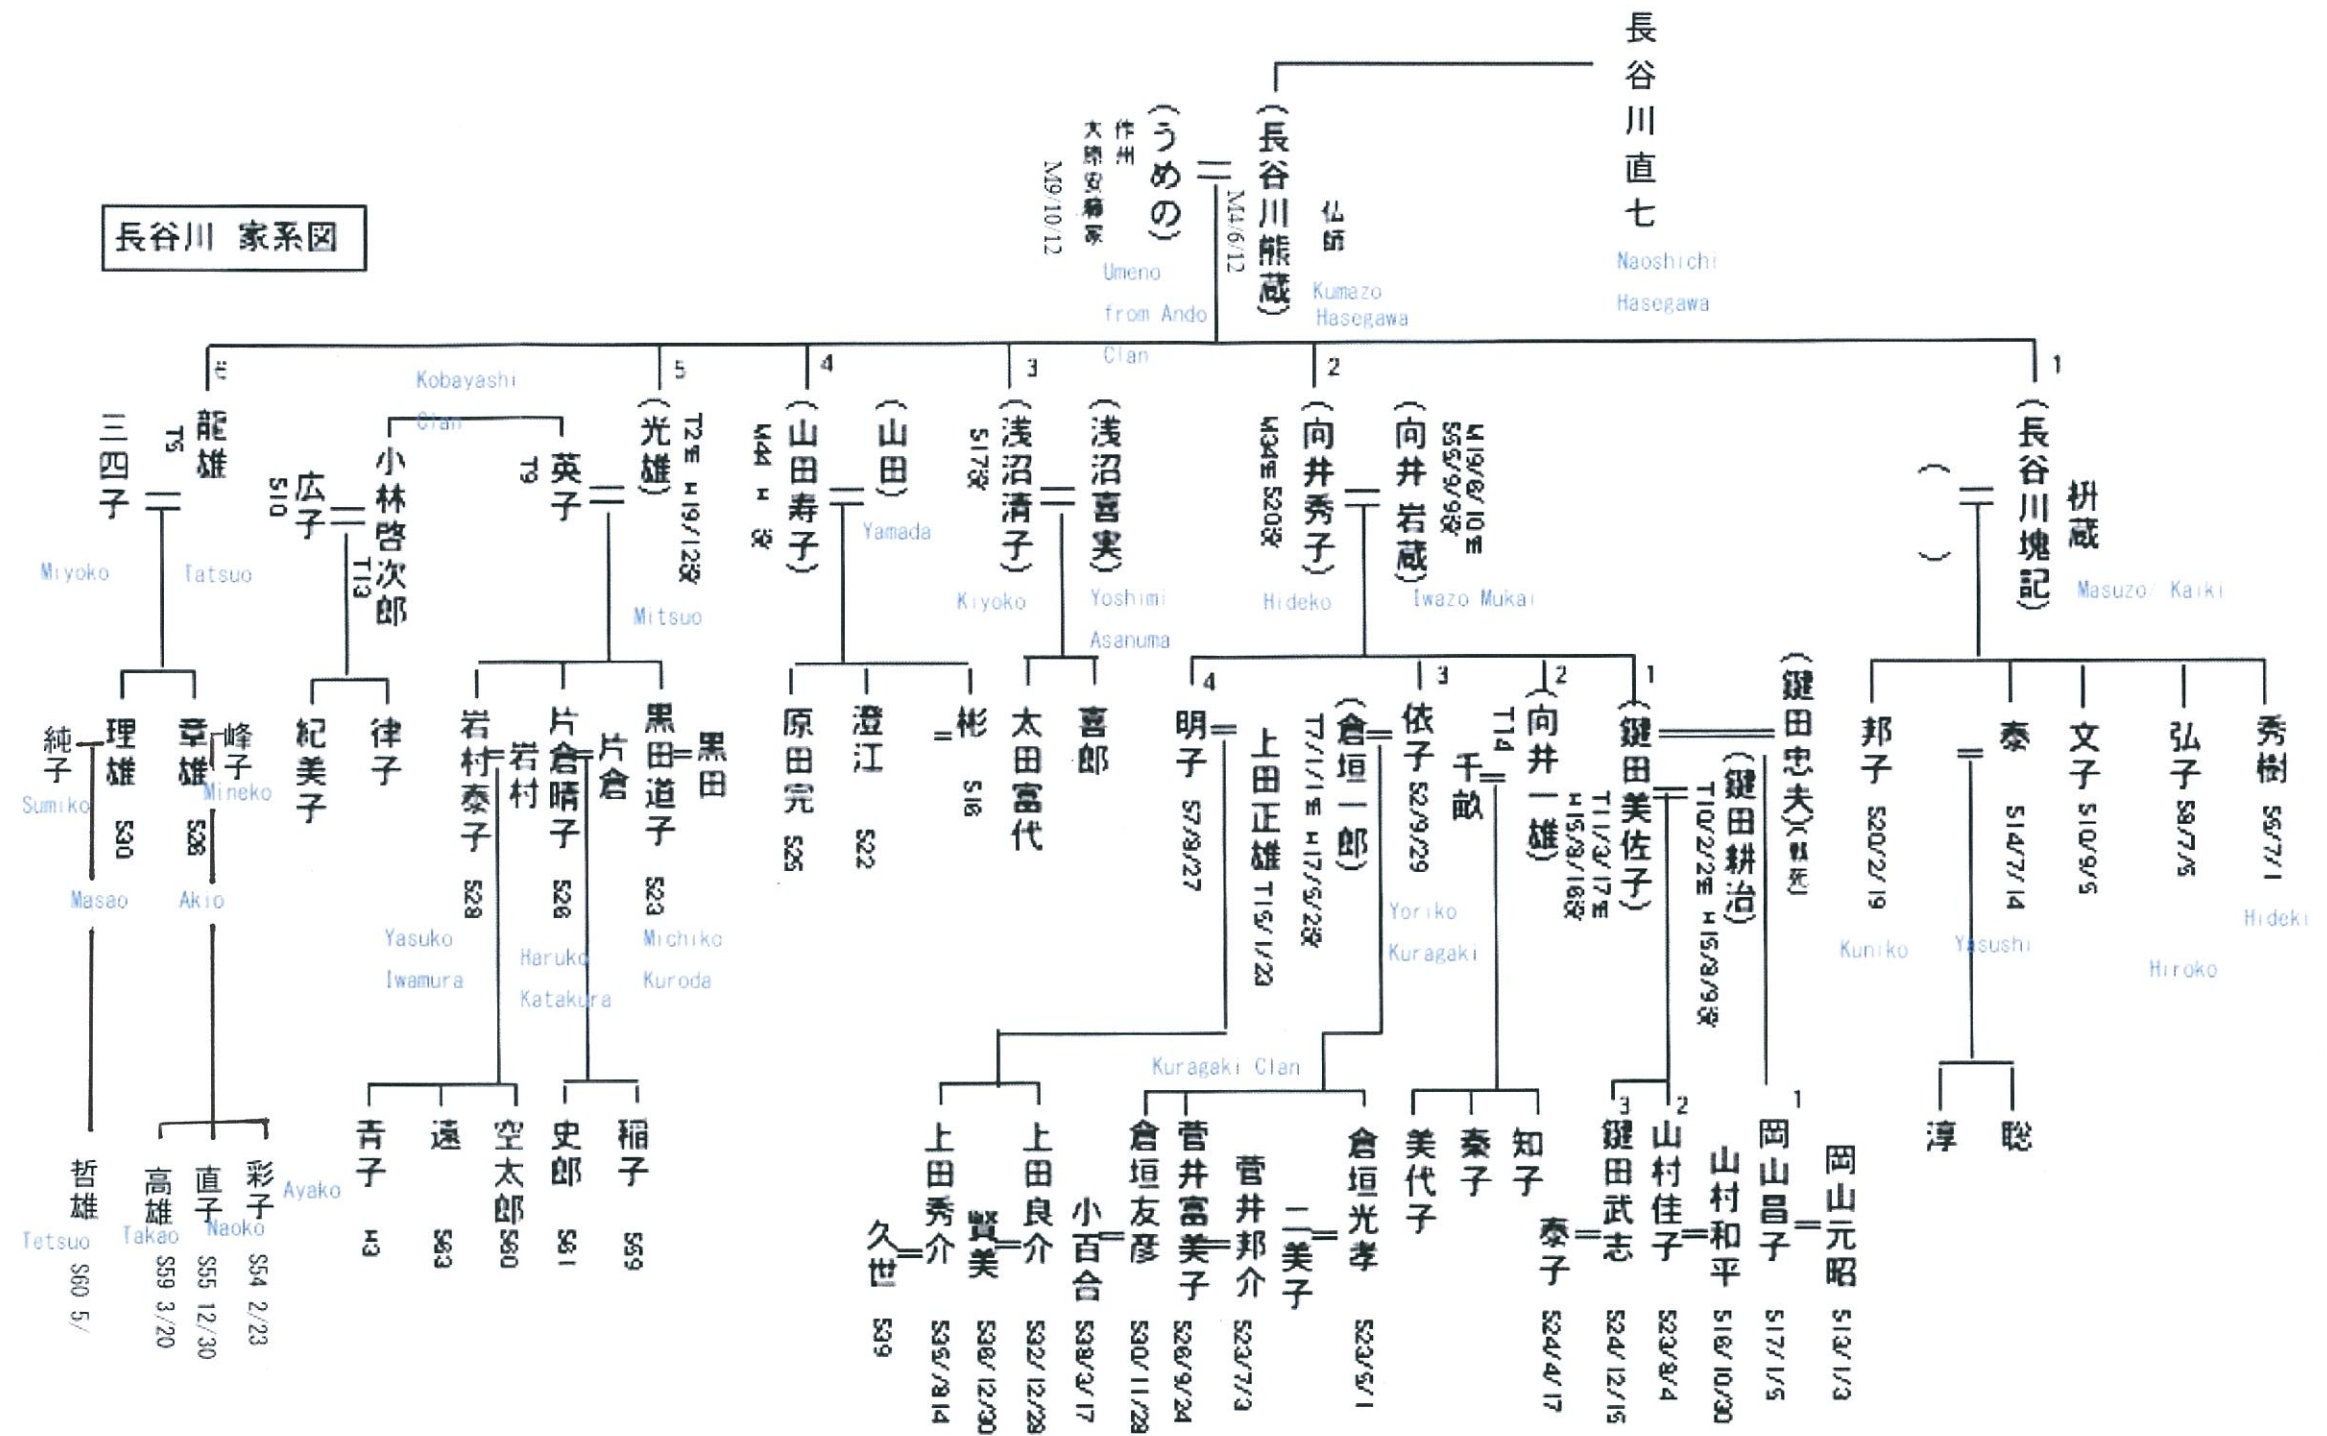 長谷川 家系図
長谷川直七
Naoshichi
Hasegawa
仏師
(長谷川熊蔵)
M4/6/12
Kumazo
Hasegawa
(うめの)
作州
M9/10/12
Umeno
from Ando
Clan
1
枡蔵
(長谷川塊記)
Masuzo/ Kaiki
( )
2
M19/6/10生
S55/9/9没
(向井 岩蔵)
Iwazo Mukai
(向井秀子)
M34生 S20没
Hideko
3
(浅沼喜実)
Yoshimi
Asanuma
(浅沼清子)
S17没
Kiyoko
4
(山田)
Yamada
(山田寿子)
M44 H 没
5
T2生 H19/12没
(光雄)
Mitsuo
英子
T9
Kobayashi
Clan
小林啓次郎
T13
広子
S10
6
龍雄
T5
Tatsuo
三四子
Miyoko
秀樹 S5/7/1
Hideki
弘子 S8/7/5
Hiroko
文子 S10/9/5
泰 S14/7/14
Yasushi
邦子 S20/2/19
Kuniko
(鍵田忠夫)(戦死)
(鍵田耕治)
T10/2/2生 H15/8/9没
1
(鍵田美佐子)
T11/3/17生
H15/8/16没
2
(向井一雄)
T14
千畝
3
依子 S2/9/29
Yoriko
Kuragaki
(倉垣一郎)
T7/1/1生 H17/5/2没
4
明子 S7/8/27
上田正雄 T15/1/23
喜郎
太田富代
彬 S18
澄江 S22
原田完 S25
黒田
黒田道子 S23
Michiko
Kuroda
片倉
片倉晴子 S26
Haruko
Katakura
岩村
岩村泰子 S28
Yasuko
Iwamura
律子
紀美子
峰子
Mineko
章雄 S28
Akio
理雄 S30
Masao
純子
Sumiko
聡
淳
岡山元昭 S13/1/3
1
岡山昌子 S17/1/5
山村和平 S16/10/30
2
山村佳子 S23/8/4
3
鍵田武志 S24/12/15
泰子 S24/4/17
知子
秦子
美代子
Kuragaki Clan
倉垣光孝 S23/5/1
二美子
菅井邦介 S23/7/3
菅井富美子 S26/9/24
倉垣友彦 S30/11/28
小百合 S38/3/17
上田良介 S32/12/28
賢美 S36/12/30
上田秀介 S35/8/14
久世 S39
稲子 S59
史郎 S61
空太郎 S60
遠 S63
青子 H3
彩子 S54 2/23
Ayako
直子 S55 12/30
Naoko
高雄 S59 3/20
Takao
哲雄 S60 5/
Tetsuo